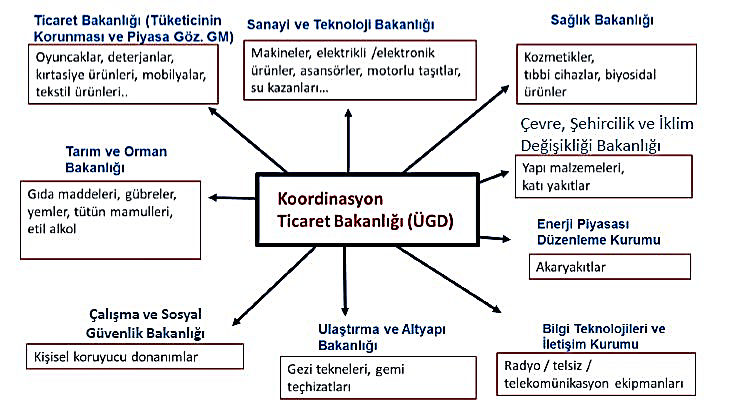 Ticaret Bakanlığı (Tüketicinin
Korunması ve Piyasa Göz. GM)
Oyuncaklar, deterjanlar,
kırtasiye ürünleri, mobilyalar,
tekstil ürünleri..
Sanayi ve Teknoloji Bakanlığı
Makineler, elektrikli /elektronik
ürünler, asansörler, motorlu taşıtlar,
su kazanları...
Sağlık Bakanlığı
Kozmetikler,
tıbbi cihazlar, biyosidal
ürünler
Çevre, Şehircilik ve İklim
Değişikliği Bakanlığı
Yapı malzemeleri,
katı yakıtlar
Tarım ve Orman
Bakanlığı
Gıda maddeleri, gübreler,
yemler, tütün mamulleri,
etil alkol
Koordinasyon
Ticaret Bakanlığı (ÜGD)
Enerji Piyasası
Düzenleme Kurumu
Akaryakıtlar
Çalışma ve Sosyal
Güvenlik Bakanlığı
Kişisel koruyucu donanımlar
Ulaştırma ve Altyapı
Bakanlığı
Gezi tekneleri, gemi
teçhizatları
Bilgi Teknolojileri ve
İletişim Kurumu
Radyo / telsiz /
telekomünikasyon ekipmanları